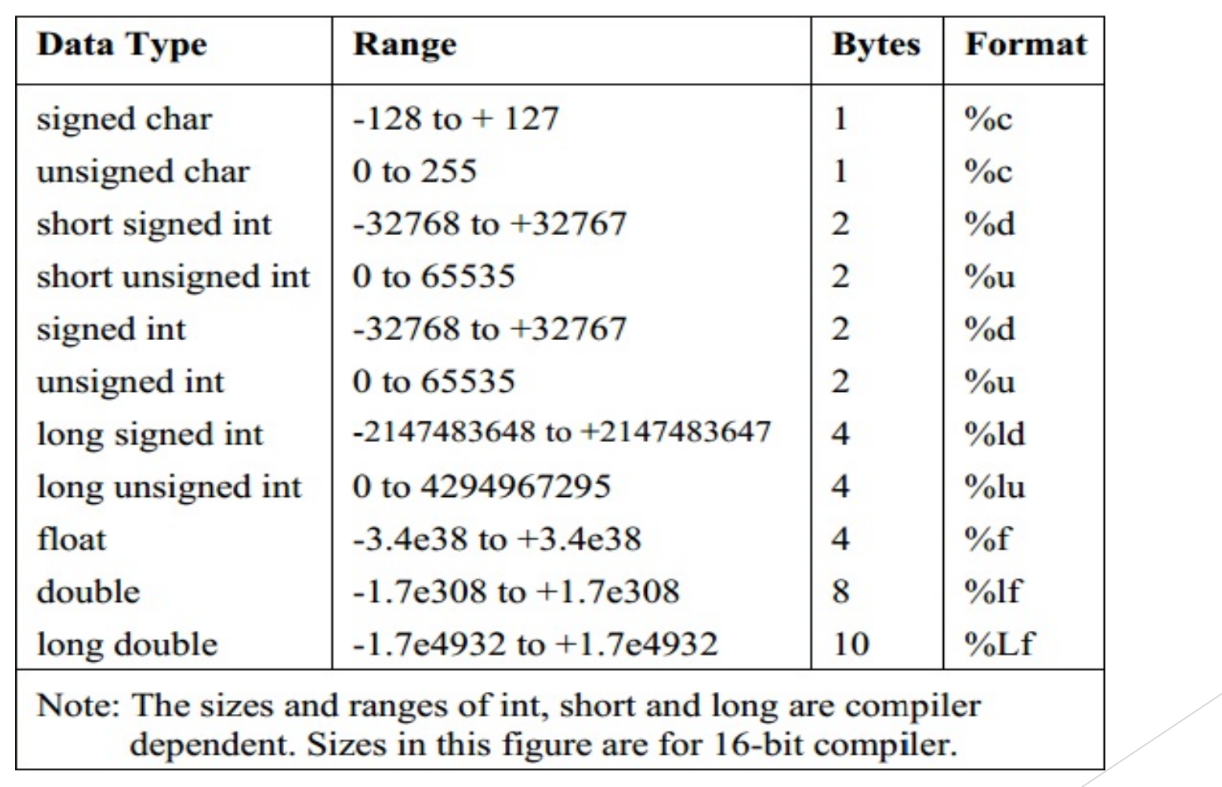 Data Type Range Bytes Format
signed char -128 to + 127 1 %c
unsigned char 0 to 255 1 %c
short signed int -32768 to +32767 2 %d
short unsigned int 0 to 65535 2 %u
signed int -32768 to +32767 2 %d
unsigned int 0 to 65535 2 %u
long signed int -2147483648 to +2147483647 4 %ld
long unsigned int 0 to 4294967295 4 %lu
float -3.4e38 to +3.4e38 4 %f
double -1.7e308 to +1.7e308 8 %lf
long double -1.7e4932 to +1.7e4932 10 %Lf
Note: The sizes and ranges of int, short and long are compiler
dependent. Sizes in this figure are for 16-bit compiler.